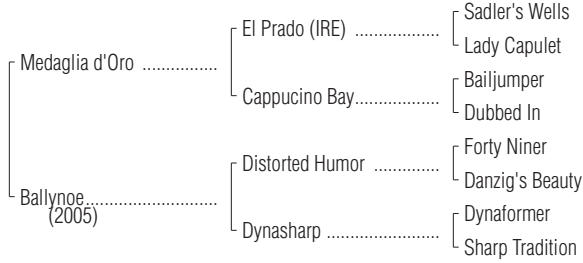 Sadler's Wells
El Prado (IRE) ..................
Lady Capulet
Medaglia d'Oro ................
Bailjumper
Cappucino Bay..................
Dubbed In
Forty Niner
Distorted Humor ..............
Danzig's Beauty
Ballynoe............................
(2005)
Dynaformer
Dynasharp ........................
Sharp Tradition